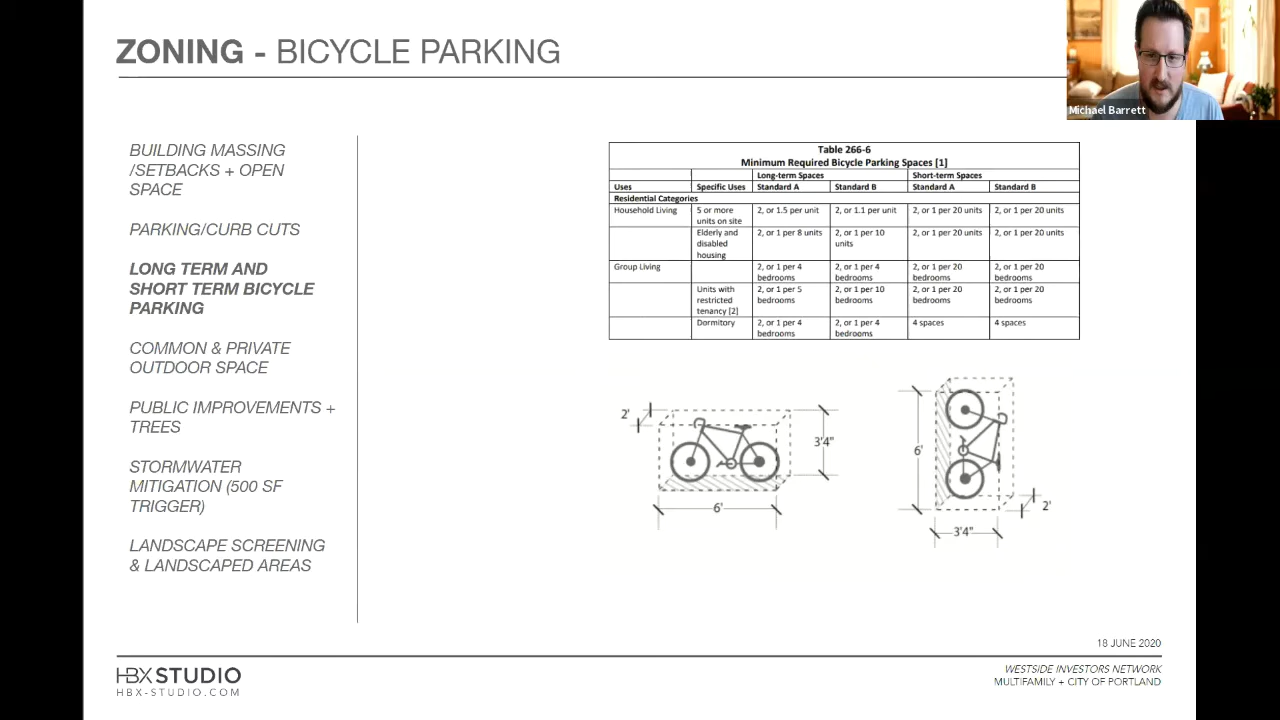 ZONING - BICYCLE PARKING
Michael Barrett
BUILDING MASSING
/SETBACKS + OPEN
SPACE
PARKING/CURB CUTS
LONG TERM AND
SHORT TERM BICYCLE
PARKING
COMMON & PRIVATE
OUTDOOR SPACE
PUBLIC IMPROVEMENTS +
TREES
STORMWATER
MITIGATION (500 SF
TRIGGER)
LANDSCAPE SCREENING
& LANDSCAPED AREAS
Table 266-6
Minimum Required Bicycle Parking Spaces [1]
Long-term Spaces Short-term Spaces
Uses Specific Uses Standard A Standard B Standard A Standard B
Residential Categories
Household Living 5 or more 2, or 1.5 per unit 2, or 1.1 per unit 2, or 1 per 20 units 2, or 1 per 20 units
units on site
Elderly and 2, or 1 per 8 units 2, or 1 per 10 2, or 1 per 20 units 2, or 1 per 20 units
disabled units
housing
Group Living 2, or 1 per 4 2, or 1 per 4 2, or 1 per 20 2, or 1 per 20
bedrooms bedrooms bedrooms bedrooms
Units with 2, or 1 per 5 2, or 1 per 10 2, or 1 per 20 2, or 1 per 20
restricted bedrooms bedrooms bedrooms bedrooms
tenancy [2]
Dormitory 2, or 1 per 4 2, or 1 per 4 4 spaces 4 spaces
bedrooms bedrooms
2'
3'4"
6'
6'
2'
3'4"
18 JUNE 2020
HBX STUDIO
HBX-STUDIO.COM
WESTSIDE INVESTORS NETWORK
MULTIFAMILY + CITY OF PORTLAND